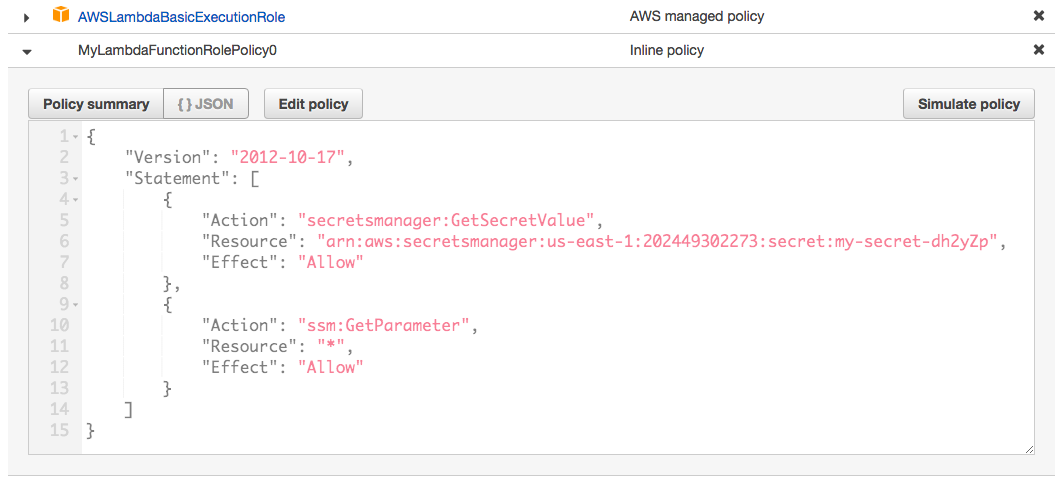 AWSLambdaBasicExecutionRole AWS managed policy ✖
MyLambdaFunctionRolePolicy0 Inline policy ✖
Policy summary { } JSON Edit policy Simulate policy
1 {
2 "Version": "2012-10-17",
3 "Statement": [
4 {
5 "Action": "secretsmanager:GetSecretValue",
6 "Resource": "arn:aws:secretsmanager:us-east-1:202449302273:secret:my-secret-dh2yZp",
7 "Effect": "Allow"
8 },
9 {
10 "Action": "ssm:GetParameter",
11 "Resource": "*",
12 "Effect": "Allow"
13 }
14 ]
15 }